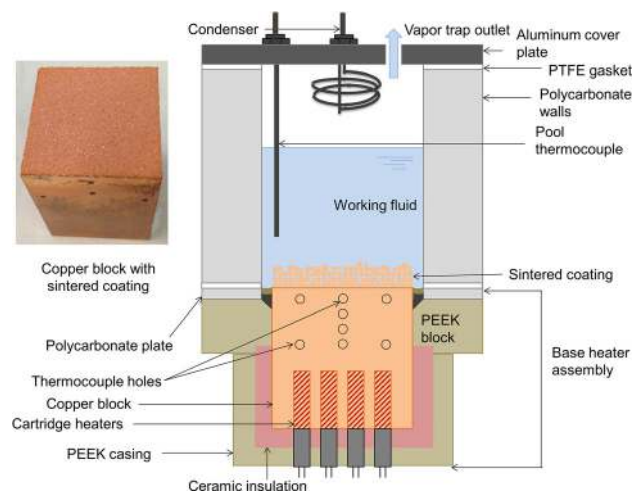 Condenser
Vapor trap outlet
Aluminum cover
plate
PTFE gasket
Polycarbonate
walls
Pool
thermocouple
Working fluid
Copper block with
sintered coating
Sintered coating
Polycarbonate plate
PEEK
block
Base heater
assembly
Thermocouple holes
Copper block
Cartridge heaters
PEEK casing
Ceramic insulation